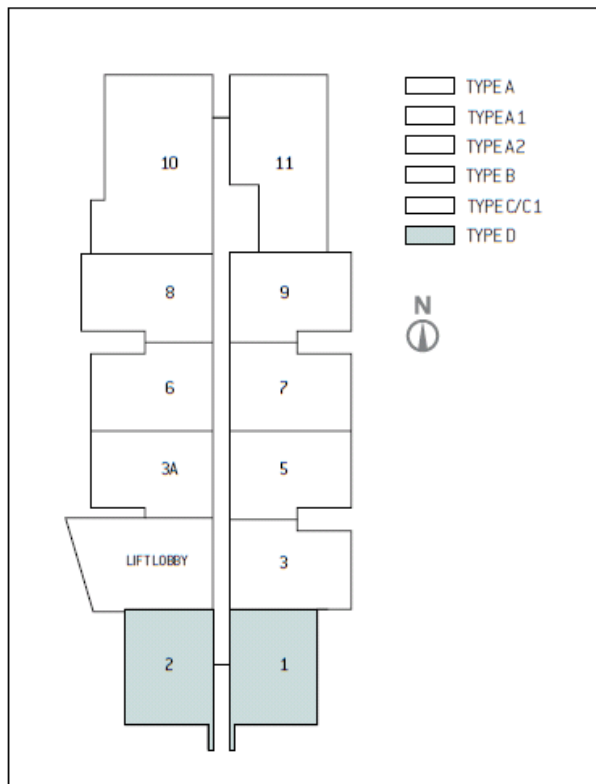 TYPE A
TYPE A1
TYPE A2
TYPE B
TYPE C/C1
TYPE D
N
10 11
8 9
6 7
3A 5
LIFT LOBBY 3
2 1